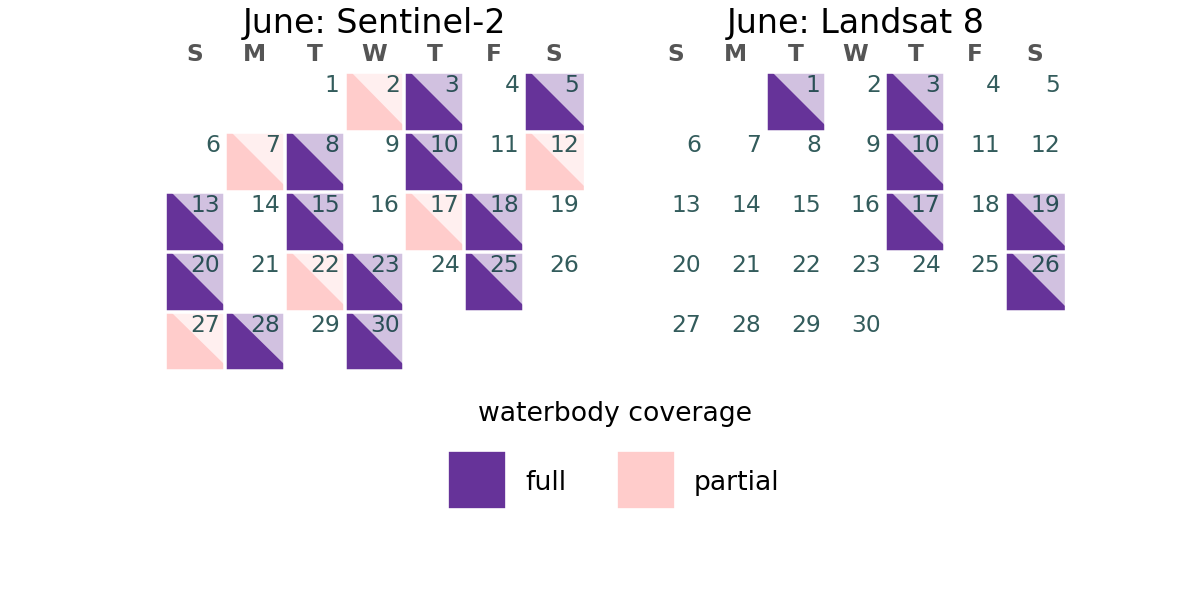 June: Sentinel-2
S M T W T F S
1 2 3 4 5
6 7 8 9 10 11 12
13 14 15 16 17 18 19
20 21 22 23 24 25 26
27 28 29 30
June: Landsat 8
S M T W T F S
1 2 3 4 5
6 7 8 9 10 11 12
13 14 15 16 17 18 19
20 21 22 23 24 25 26
27 28 29 30
waterbody coverage
full partial